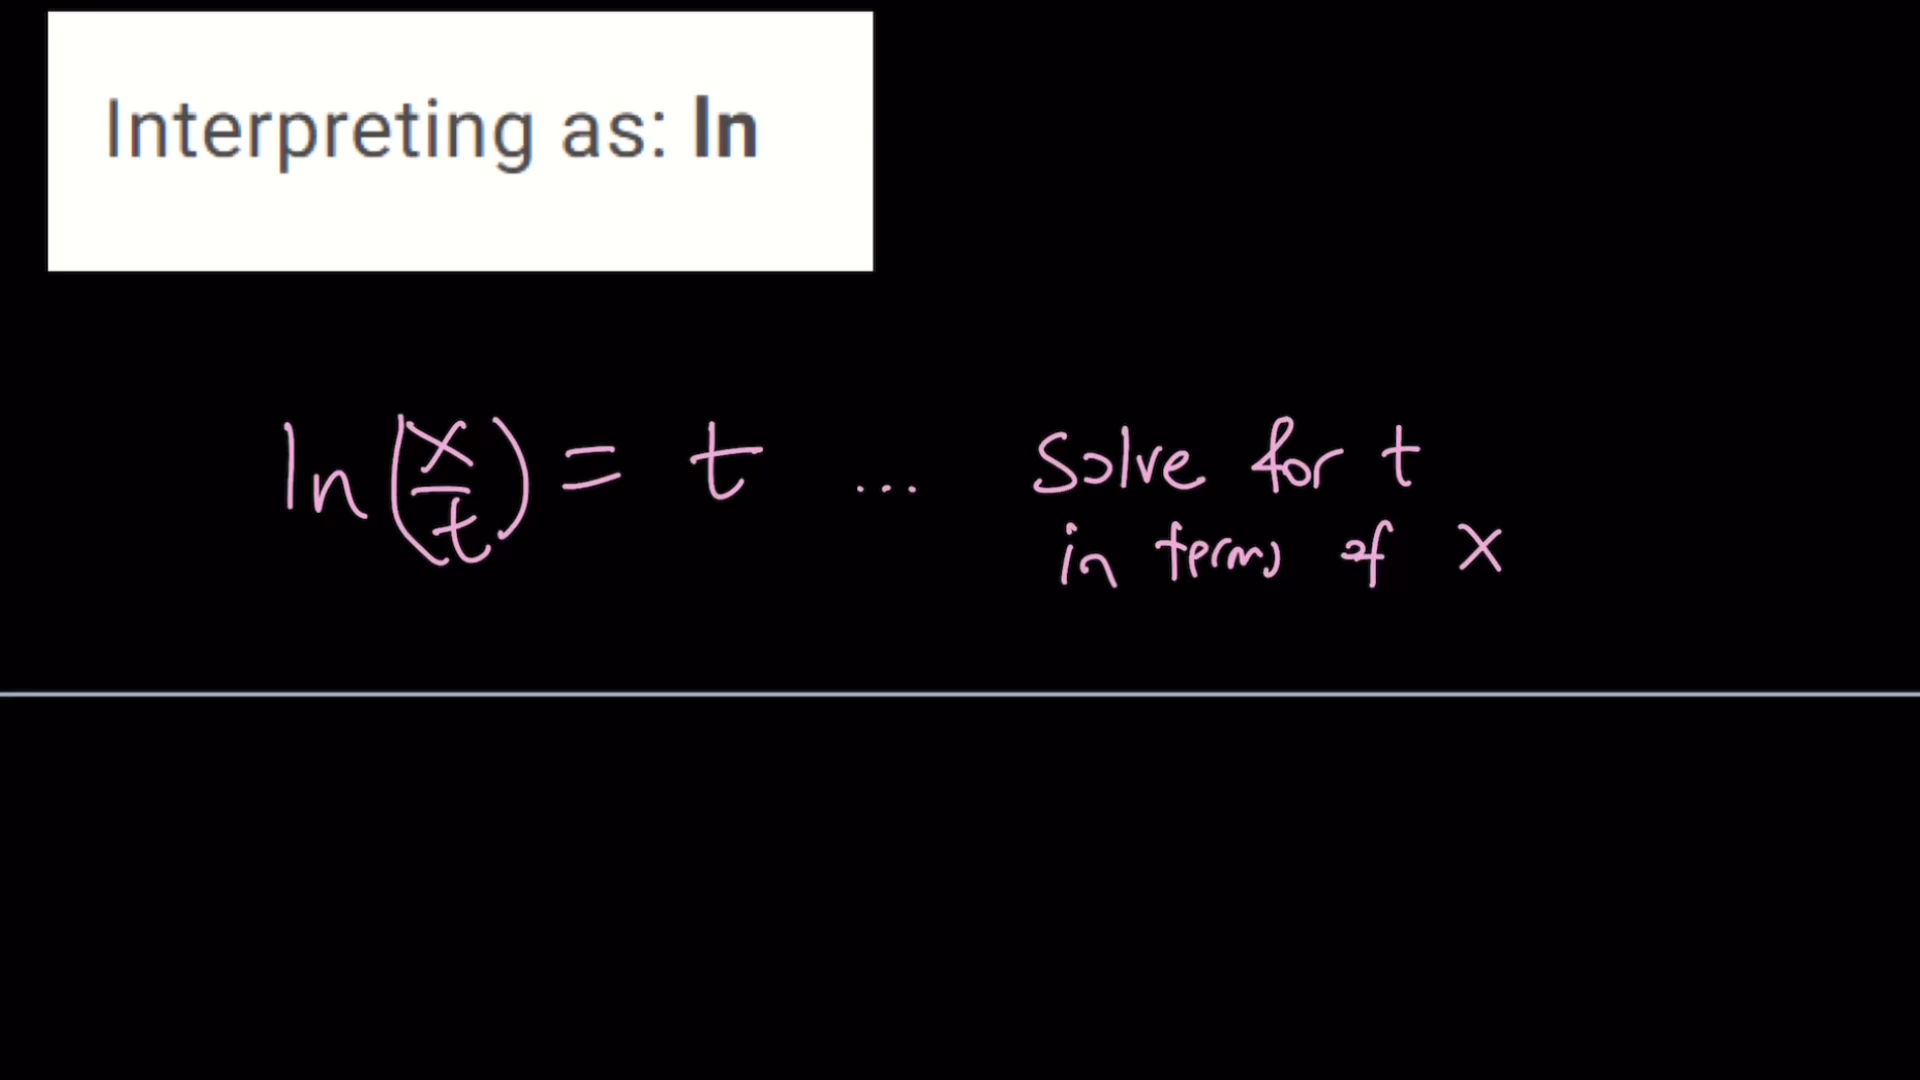 Interpreting as: ln
ln(x/t) = t ... Solve for t
in terms of x